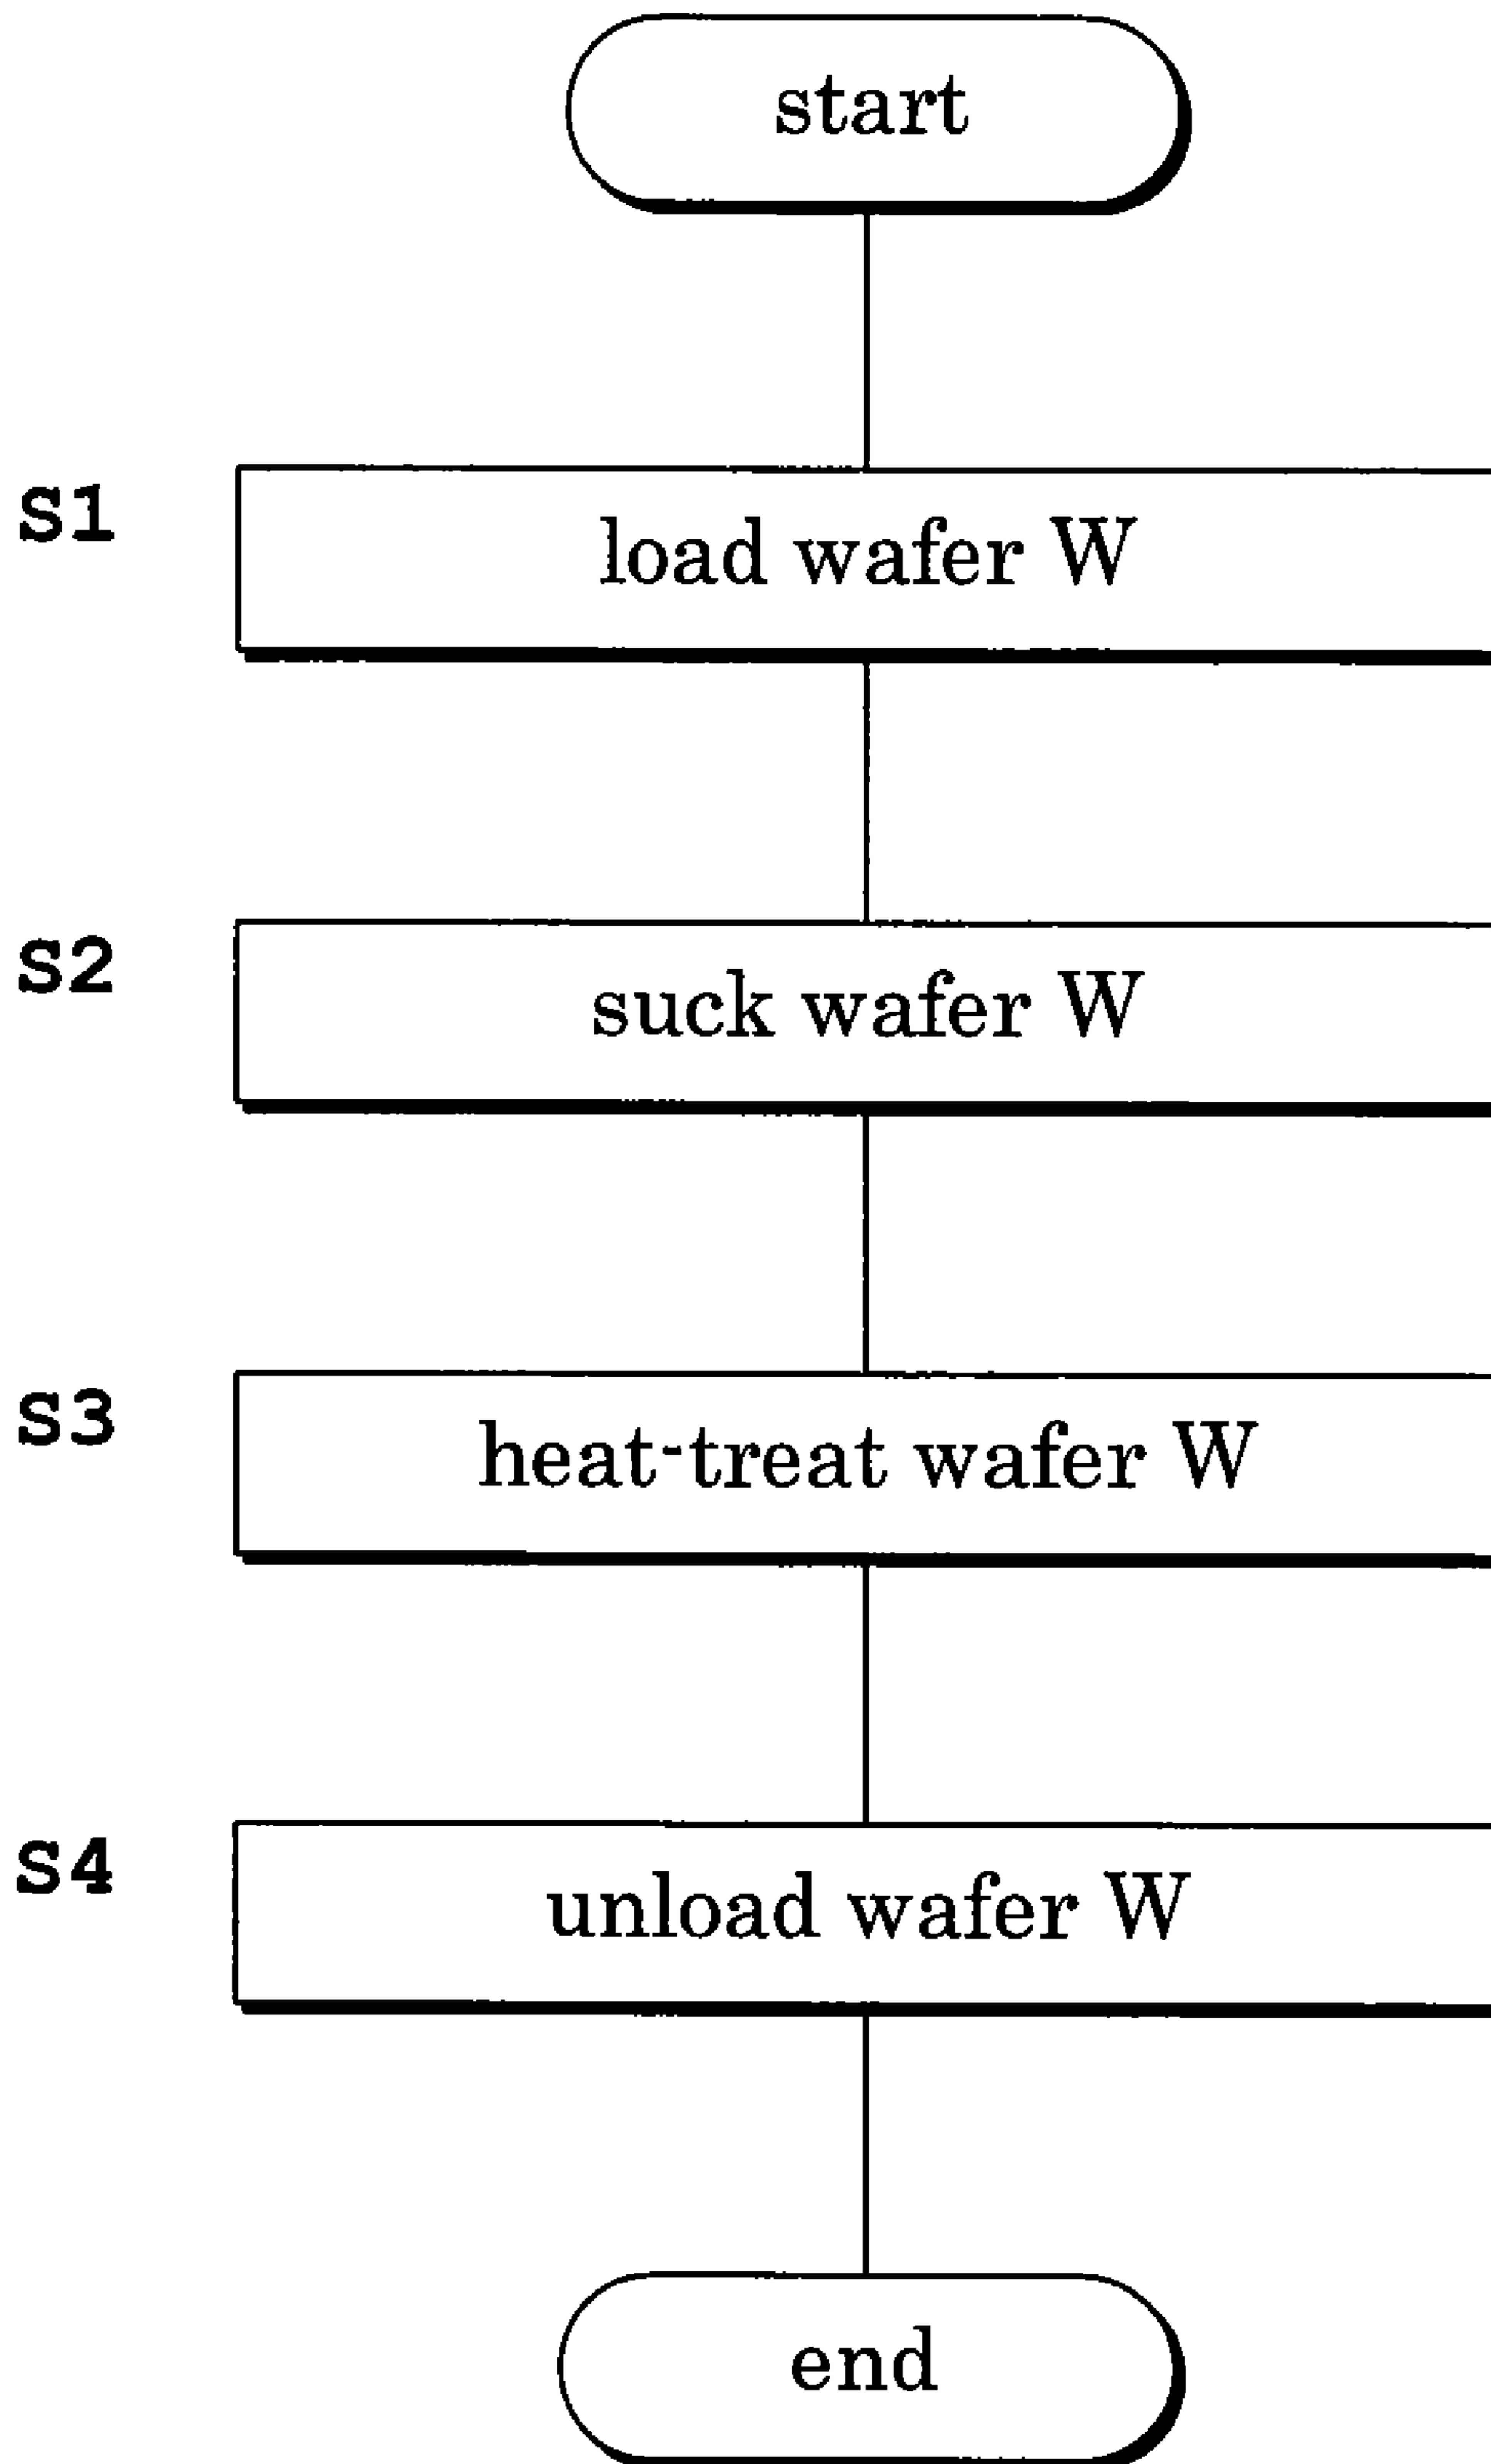 start
S1
load wafer W
S2
suck wafer W
S3
heat-treat wafer W
S4
unload wafer W
end